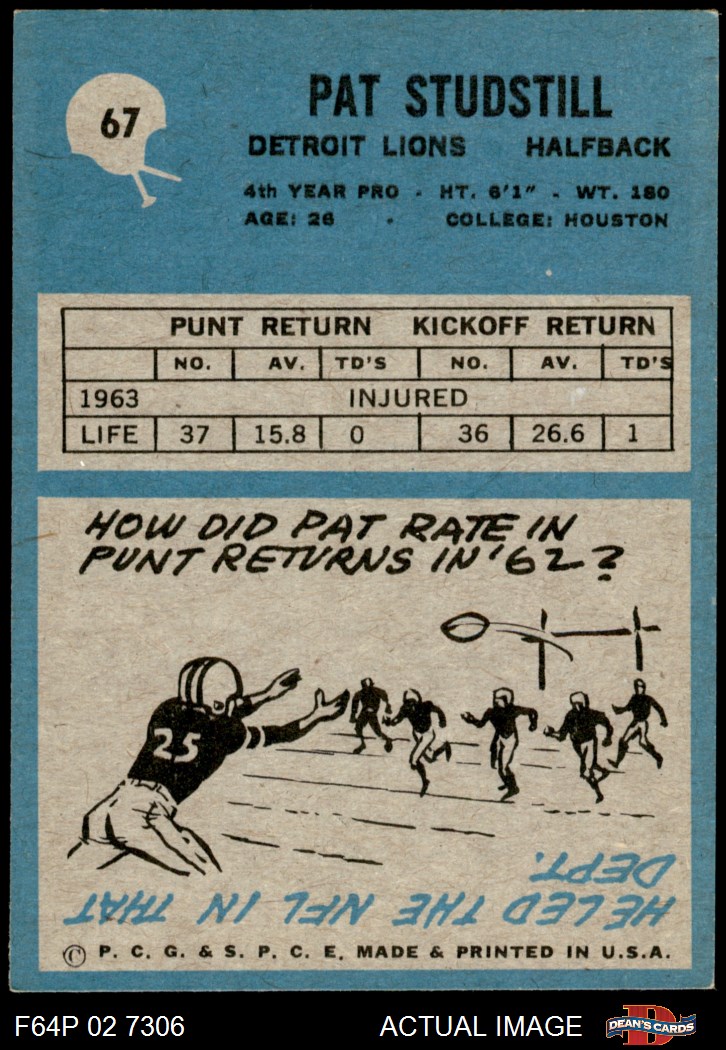 67
PAT STUDSTILL
DETROIT LIONS HALFBACK
4th YEAR PRO - HT. 6'1" - WT. 180
AGE: 26 - COLLEGE: HOUSTON
PUNT RETURN KICKOFF RETURN
NO. AV. TD'S NO. AV. TD'S
1963 INJURED
LIFE 37 15.8 0 36 26.6 1
HOW DID PAT RATE IN
PUNT RETURNS IN '62?
25
HE LED THE NFL IN THAT
DEPT.
© P. C. G. & S. P. C. E. MADE & PRINTED IN U.S.A.
F64P 02 7306 ACTUAL IMAGE
D
DEAN'S CARDS